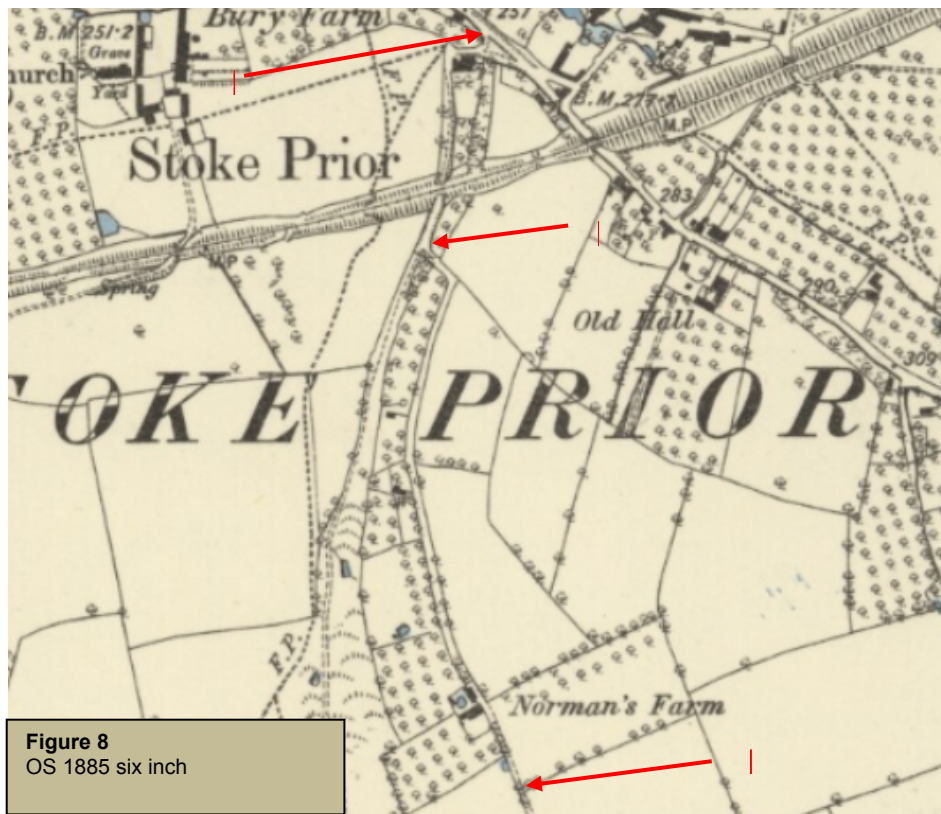 Bury Farm
251
B.M. 251·2
Grave
Yard
hurch
F.P.
F.P.
B.M. 277·7
M.P
Stoke Prior
283
F.P.
M.P
Spring
290
Old Hall
309
OKE PRIOR
F.P.
Norman's Farm
Figure 8
OS 1885 six inch